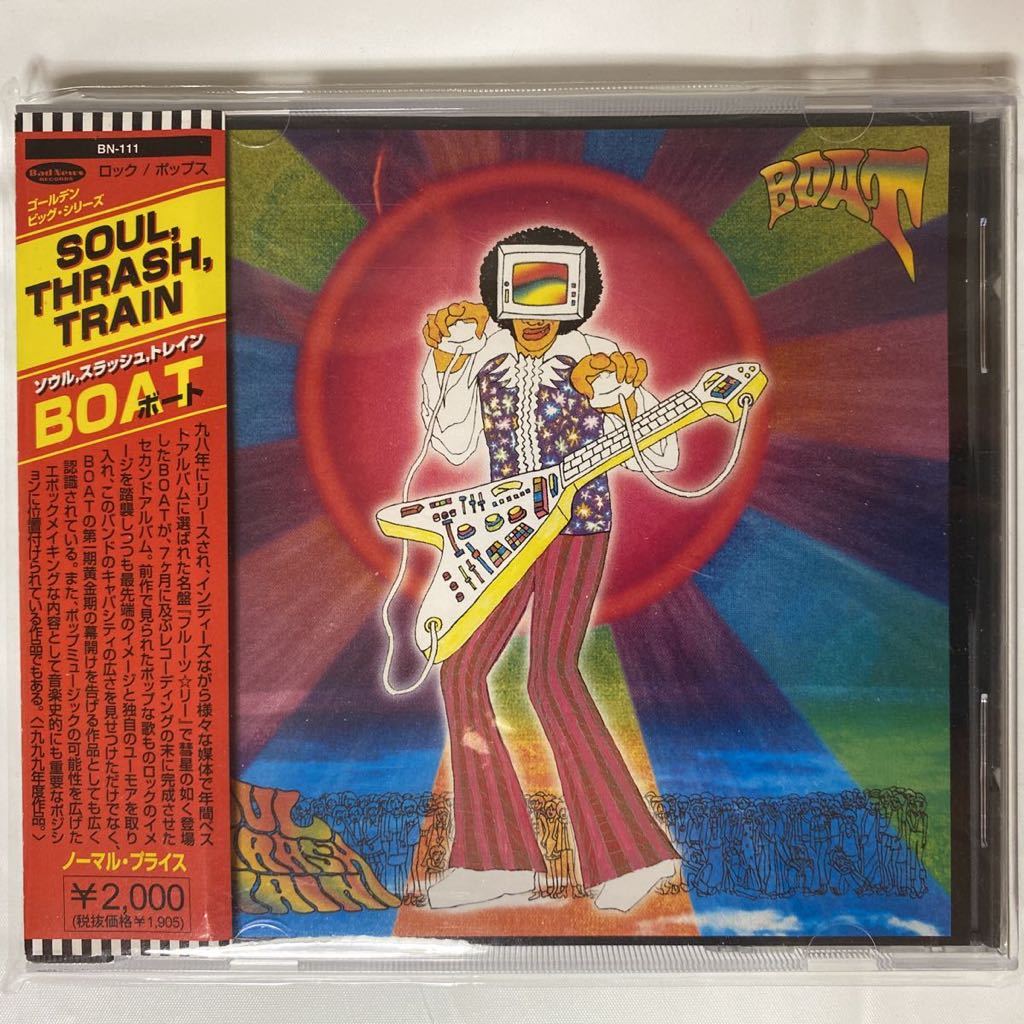 BN-111
Bad News
RECORDS
ロック / ポップス
ゴールデン
ビッグ・シリーズ
SOUL,
THRASH,
TRAIN
ソウル,スラッシュ,トレイン
BOAT
ボート
九八年にリリースされ、インディーズながら様々な媒体で年間ベス
トアルバムに選ばれた名盤『フルーツ☆リー』で彗星の如く登場
したBOATが、7ヶ月に及ぶレコーディングの末に完成させた
セカンドアルバム。前作で見られたポップな歌ものロックのイメ
ージを踏襲しつつも最先端のイメージと独自のユーモアを取り
入れ、このバンドのキャパシティの広さを見せつけただけでなく、
BOATの第一期黄金期の幕開けを告げる作品としても広く
認識されている。また、ポップミュージックの可能性を広げた
エポックメイキングな内容として音楽史的にも重要なポジシ
ョンに位置付けられている作品でもある。〈一九九九年度作品〉
ノーマル・プライス
¥2,000
(税抜価格¥1,905)
BOAT